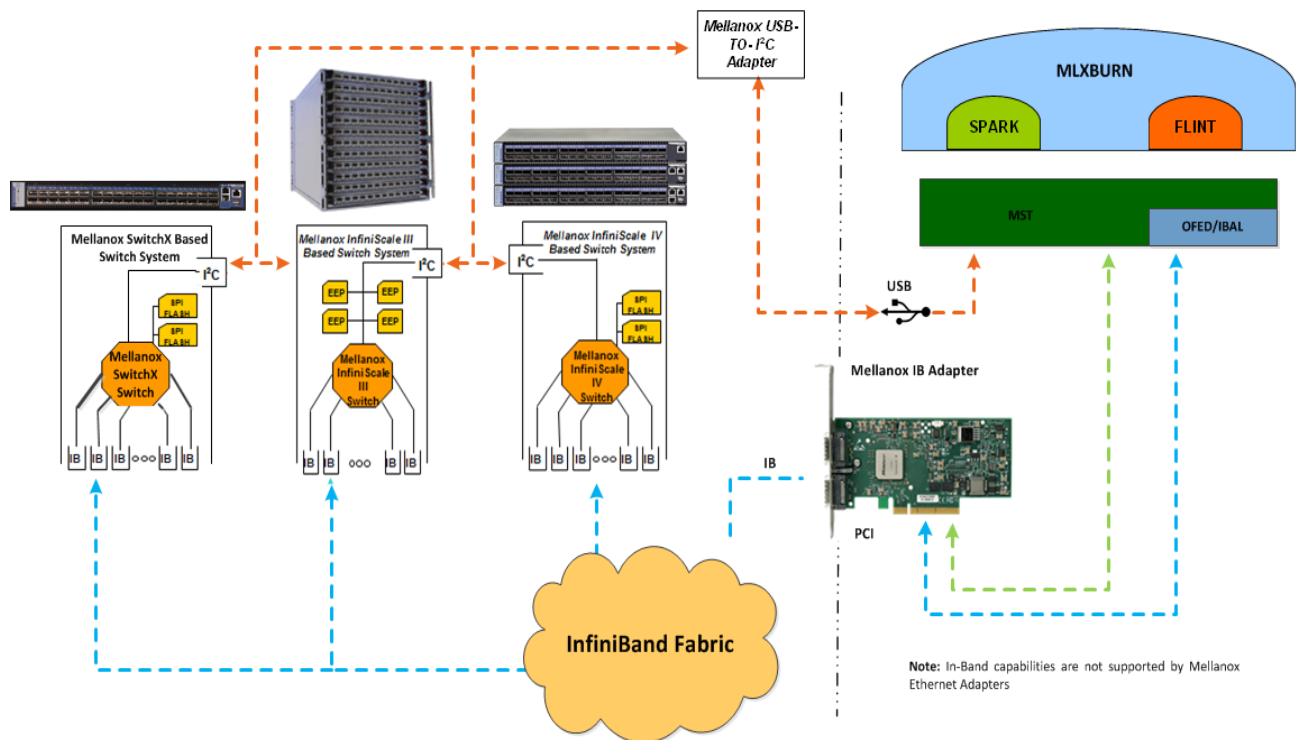 Mellanox USB-
TO- I²C
Adapter
MLXBURN
SPARK
FLINT
MST
OFED/IBAL
Mellanox SwitchX Based
Switch System
I²C
SPI
FLASH
SPI
FLASH
Mellanox
SwitchX
Switch
IB
IB
IB
ooo
IB
IB
Mellanox InfiniScale III
Based Switch System
I²C
EEP
EEP
EEP
EEP
Mellanox
InfiniScale
III
Switch
IB
IB
ooo
IB
IB
Mellanox InfiniScale IV
Based Switch System
I²C
SPI
FLASH
SPI
FLASH
Mellanox
InfiniScale
IV
Switch
IB
IB
ooo
IB
IB
USB
Mellanox IB Adapter
IB
PCI
InfiniBand Fabric
Note: In-Band capabilities are not supported by Mellanox
Ethernet Adapters